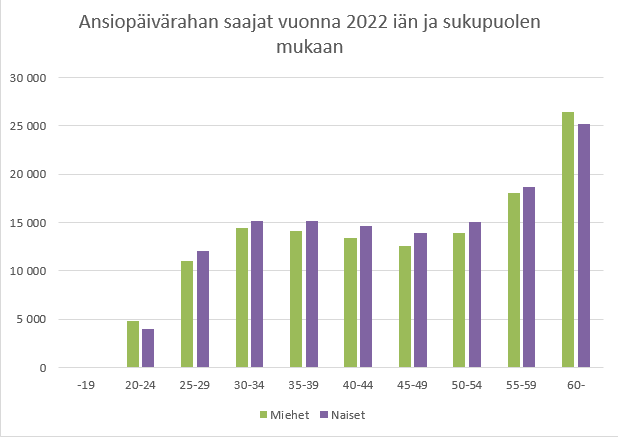 Ansiopäivärahan saajat vuonna 2022 iän ja sukupuolen
mukaan
30 000
25 000
20 000
15 000
10 000
5 000
0
-19 20-24 25-29 30-34 35-39 40-44 45-49 50-54 55-59 60-
Miehet Naiset